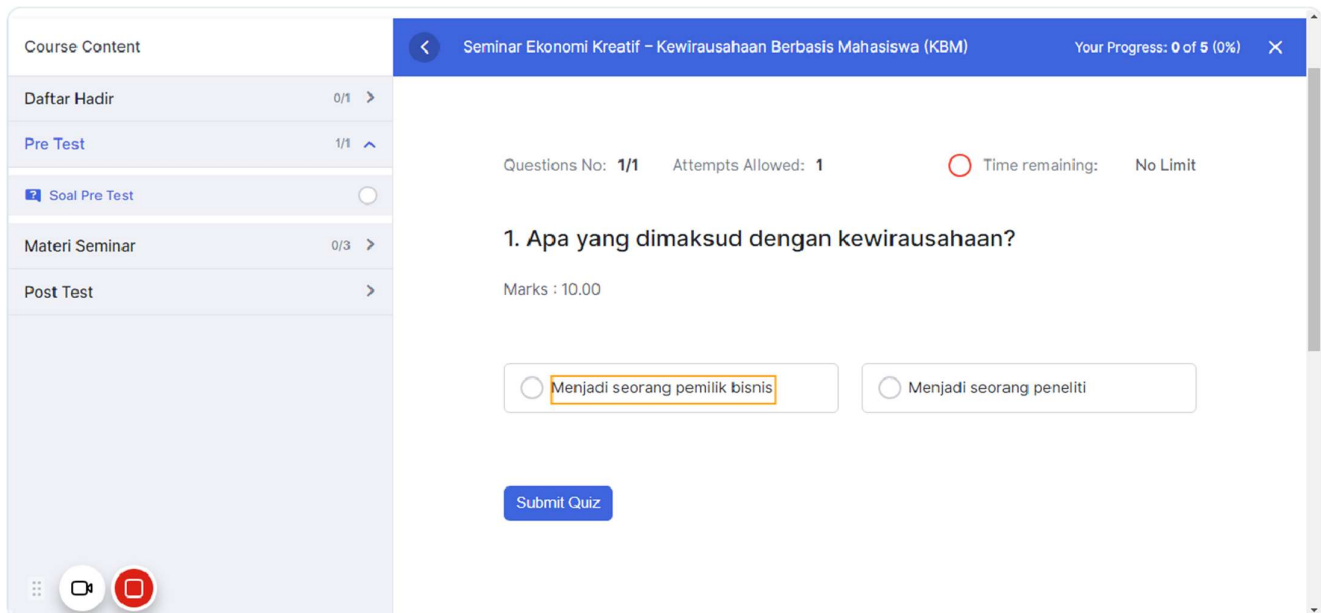 Course Content
Seminar Ekonomi Kreatif – Kewirausahaan Berbasis Mahasiswa (KBM)
Your Progress: 0 of 5 (0%)
Daftar Hadir 0/1
Pre Test 1/1
Soal Pre Test
Materi Seminar 0/3
Post Test
Questions No: 1/1 Attempts Allowed: 1 Time remaining: No Limit
1. Apa yang dimaksud dengan kewirausahaan?
Marks : 10.00
Menjadi seorang pemilik bisnis
Menjadi seorang peneliti
Submit Quiz